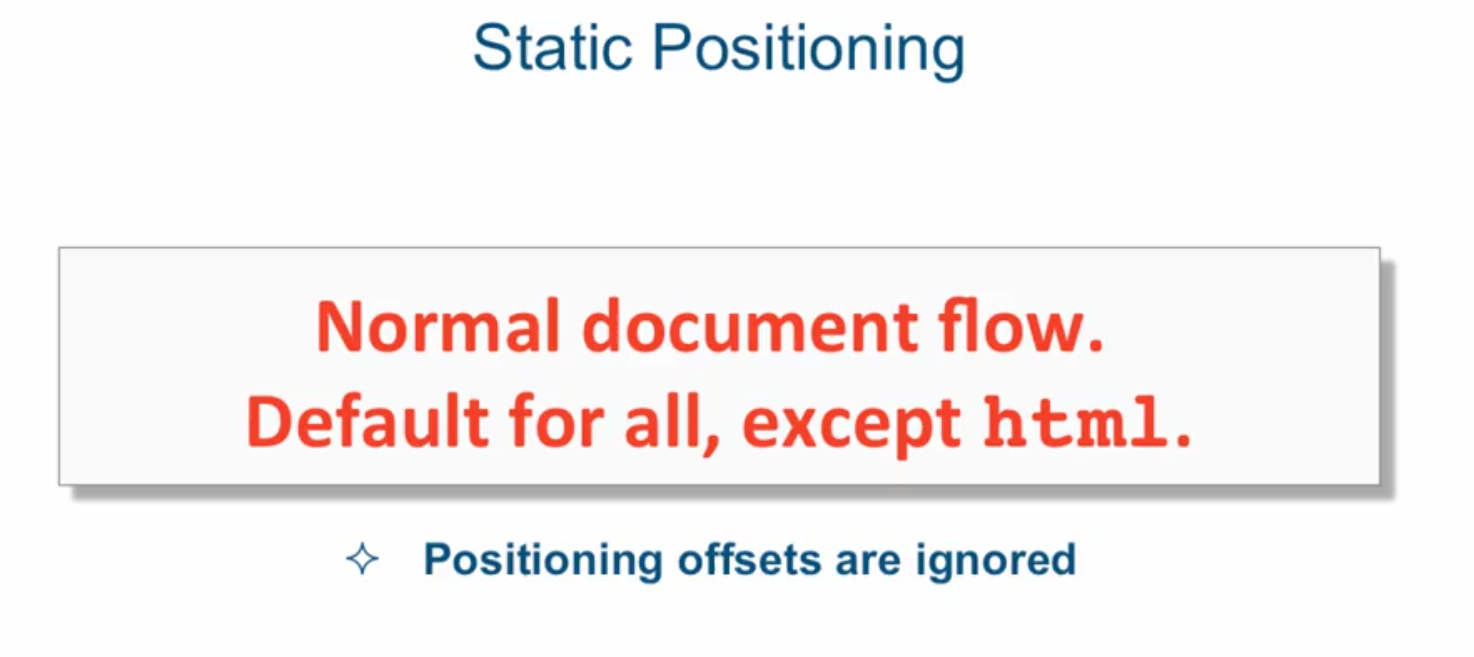 Static Positioning
Normal document flow.
Default for all, except html.
✧ Positioning offsets are ignored